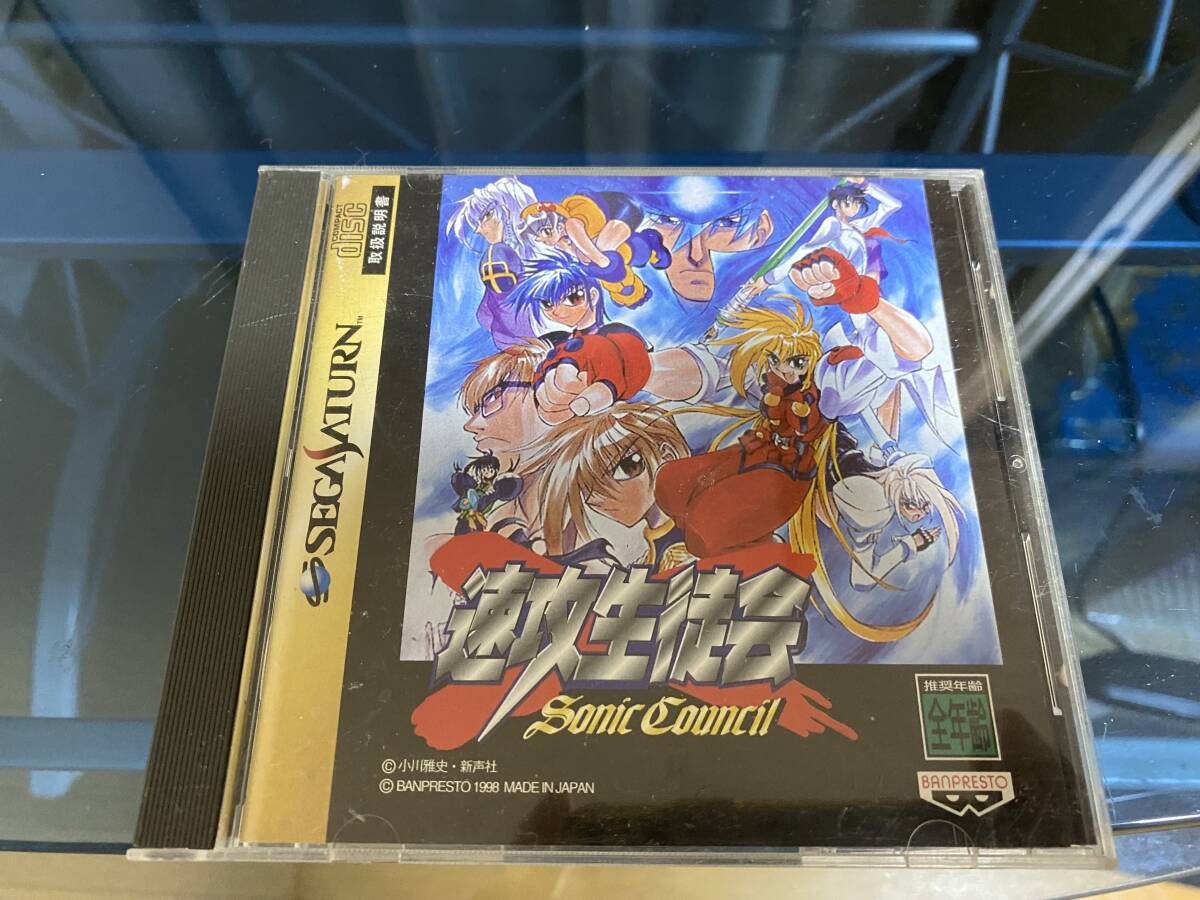 COMPACT
disc
取扱説明書
SEGA SATURN™
速攻生徒会
Sonic Council
© 小川雅史・新声社
© BANPRESTO 1998 MADE IN JAPAN
推奨年齢
全年齢
BANPRESTO